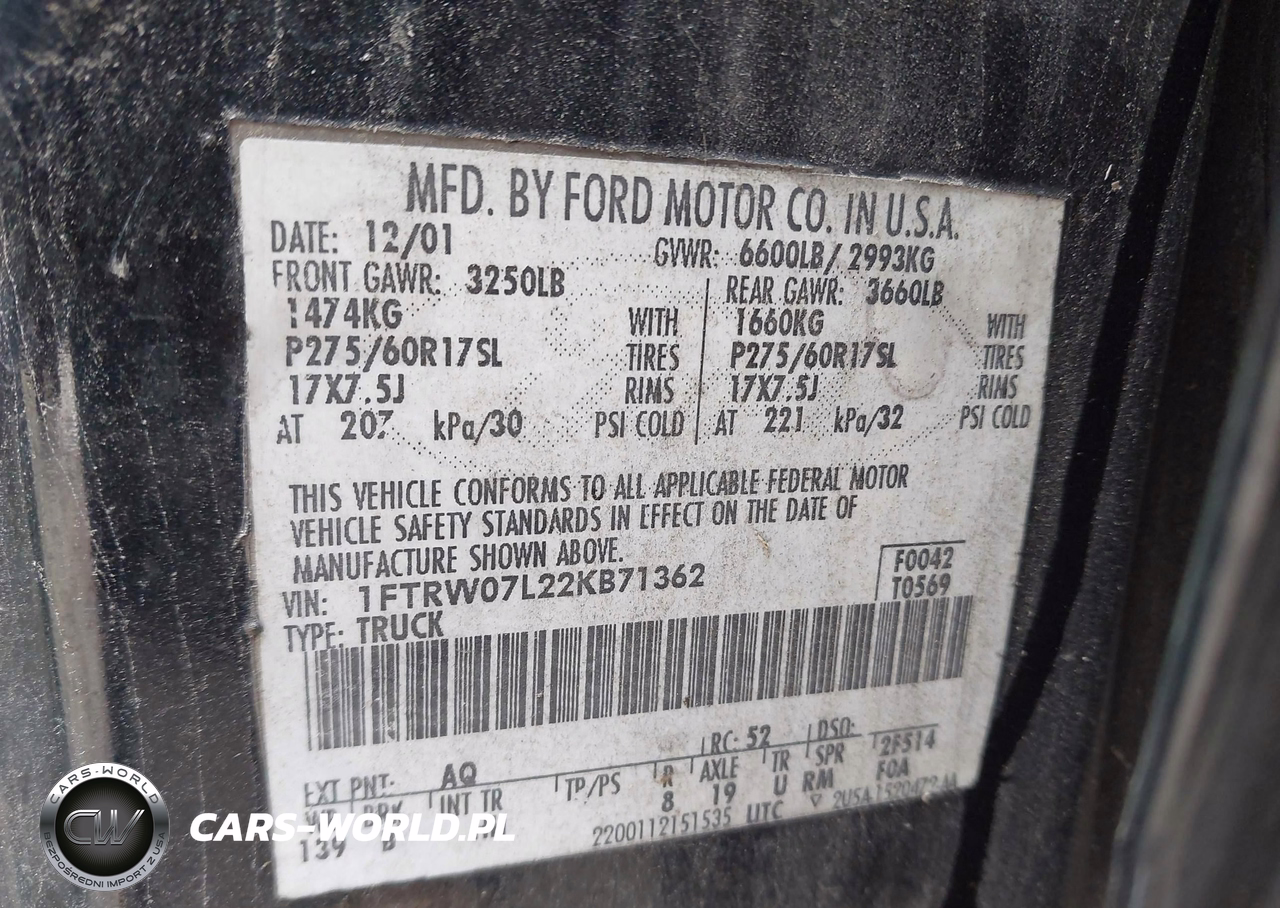 MFD. BY FORD MOTOR CO. IN U.S.A.
DATE: 12/01 GVWR: 6600LB/ 2993KG
FRONT GAWR: 3250LB REAR GAWR: 3660LB
1474KG WITH 1660KG WITH
P275/60R17SL TIRES P275/60R17SL TIRES
17X7.5J RIMS 17X7.5J RIMS
AT 207 kPa/30 PSI COLD AT 221 kPa/32 PSI COLD
THIS VEHICLE CONFORMS TO ALL APPLICABLE FEDERAL MOTOR
VEHICLE SAFETY STANDARDS IN EFFECT ON THE DATE OF
MANUFACTURE SHOWN ABOVE.
VIN: 1FTRW07L22KB71362 F0042
TYPE: TRUCK T0569
EXT PNT: AQ RC: 52 DSO: 2F514
INT TR TP/PS R AXLE TR SPR F0A
139 B 8 19 U RM
2200112151535 UTC
CARS-WORLD
CW
BEZPOŚREDNI IMPORT Z USA
CARS-WORLD.PL